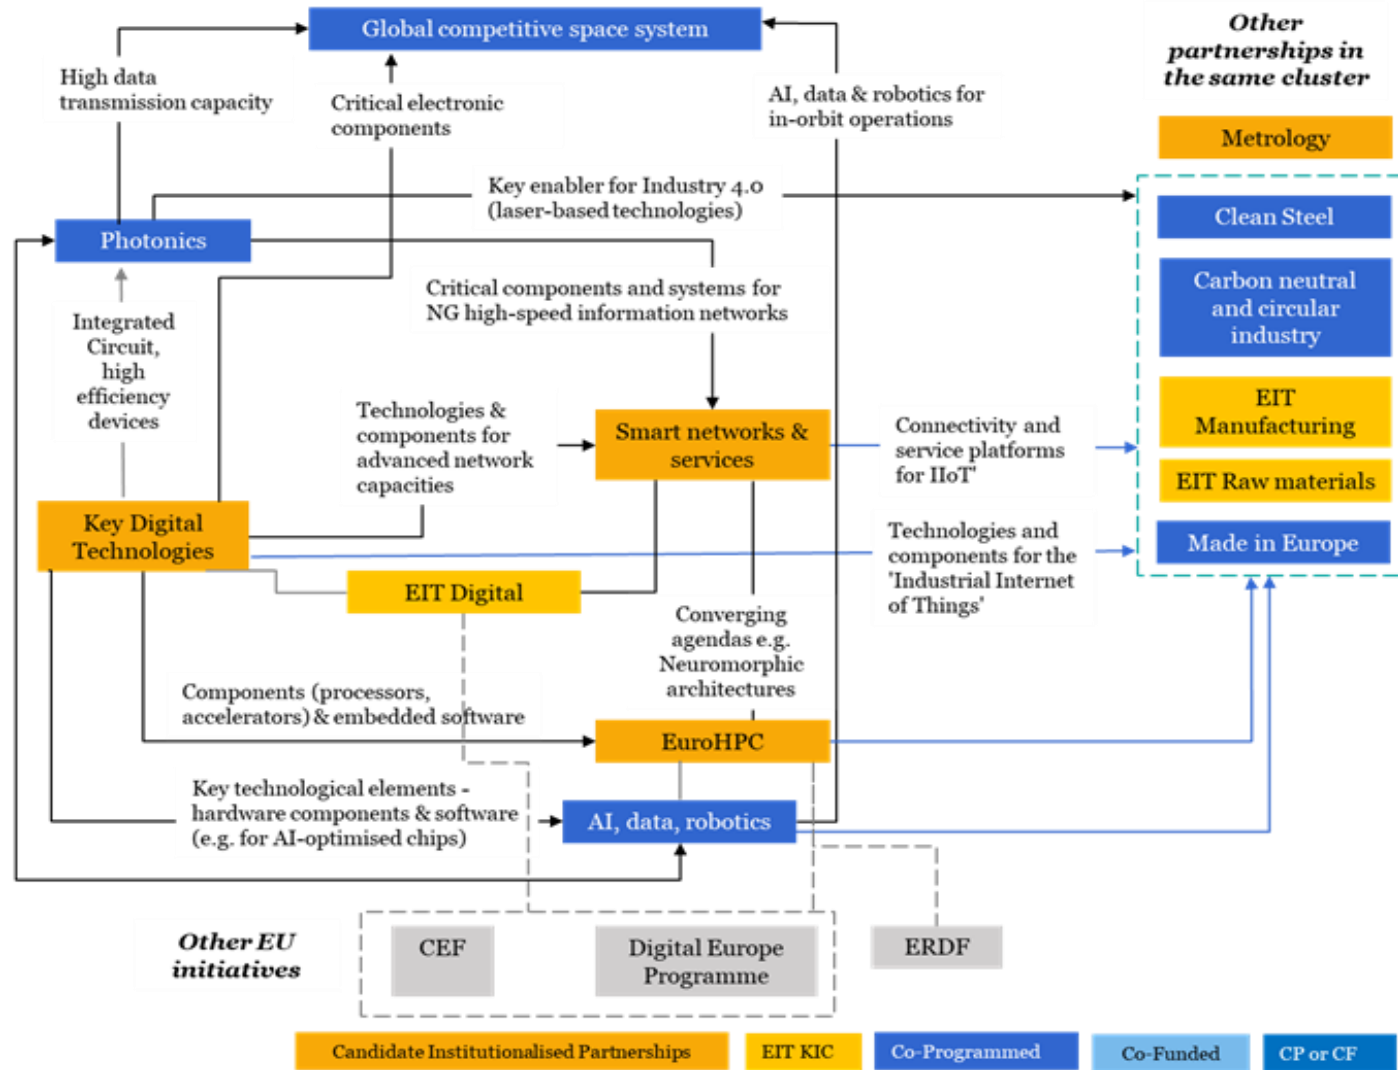 Global competitive space system
Other
partnerships in
the same cluster
High data
transmission capacity
Critical electronic
components
AI, data & robotics for
in-orbit operations
Metrology
Key enabler for Industry 4.0
(laser-based technologies)
Photonics
Clean Steel
Critical components and systems for
NG high-speed information networks
Carbon neutral
and circular
industry
Integrated
Circuit,
high
efficiency
devices
EIT
Manufacturing
Technologies &
components for
advanced network
capacities
Smart networks &
services
Connectivity and
service platforms
for IIoT'
EIT Raw materials
Key Digital
Technologies
Technologies and
components for the
'Industrial Internet
of Things'
Made in Europe
EIT Digital
Converging
agendas e.g.
Neuromorphic
architectures
Components (processors,
accelerators) & embedded software
EuroHPC
Key technological elements -
hardware components & software
(e.g. for AI-optimised chips)
AI, data, robotics
Other EU
initiatives
CEF
Digital Europe
Programme
ERDF
Candidate Institutionalised Partnerships
EIT KIC
Co-Programmed
Co-Funded
CP or CF